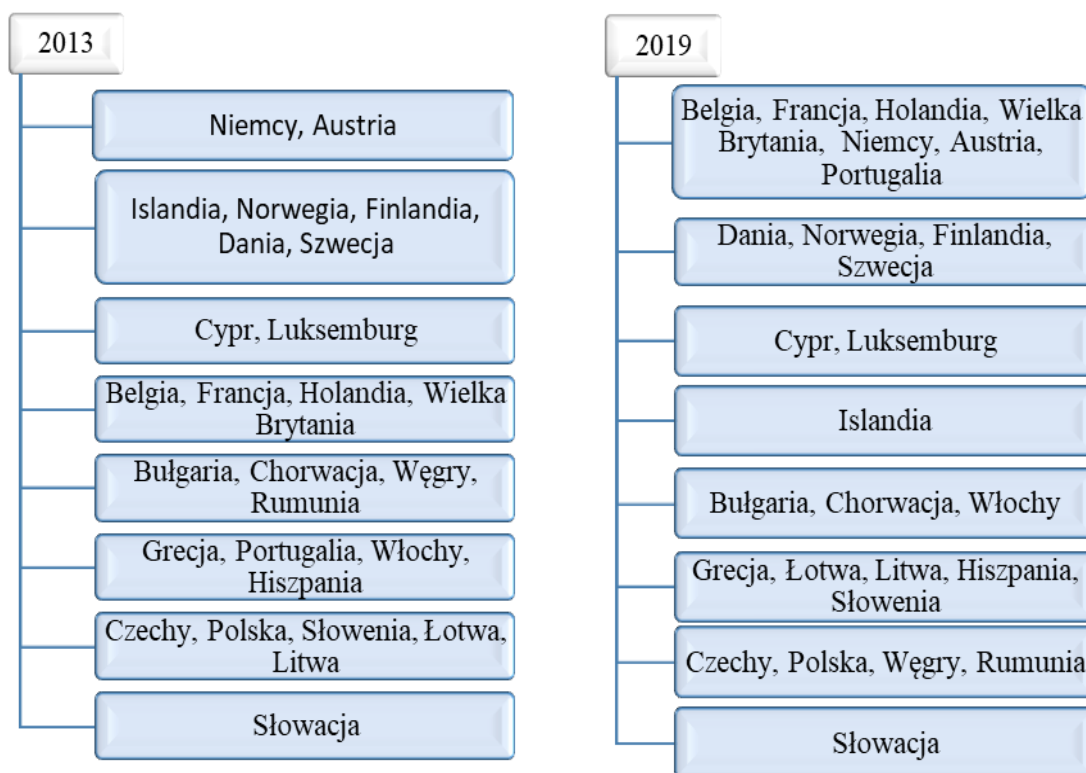 2013
Niemcy, Austria
Islandia, Norwegia, Finlandia,
Dania, Szwecja
Cypr, Luksemburg
Belgia, Francja, Holandia, Wielka
Brytania
Bułgaria, Chorwacja, Węgry,
Rumunia
Grecja, Portugalia, Włochy,
Hiszpania
Czechy, Polska, Słowenia, Łotwa,
Litwa
Słowacja
2019
Belgia, Francja, Holandia, Wielka
Brytania, Niemcy, Austria,
Portugalia
Dania, Norwegia, Finlandia,
Szwecja
Cypr, Luksemburg
Islandia
Bułgaria, Chorwacja, Włochy
Grecja, Łotwa, Litwa, Hiszpania,
Słowenia
Czechy, Polska, Węgry, Rumunia
Słowacja